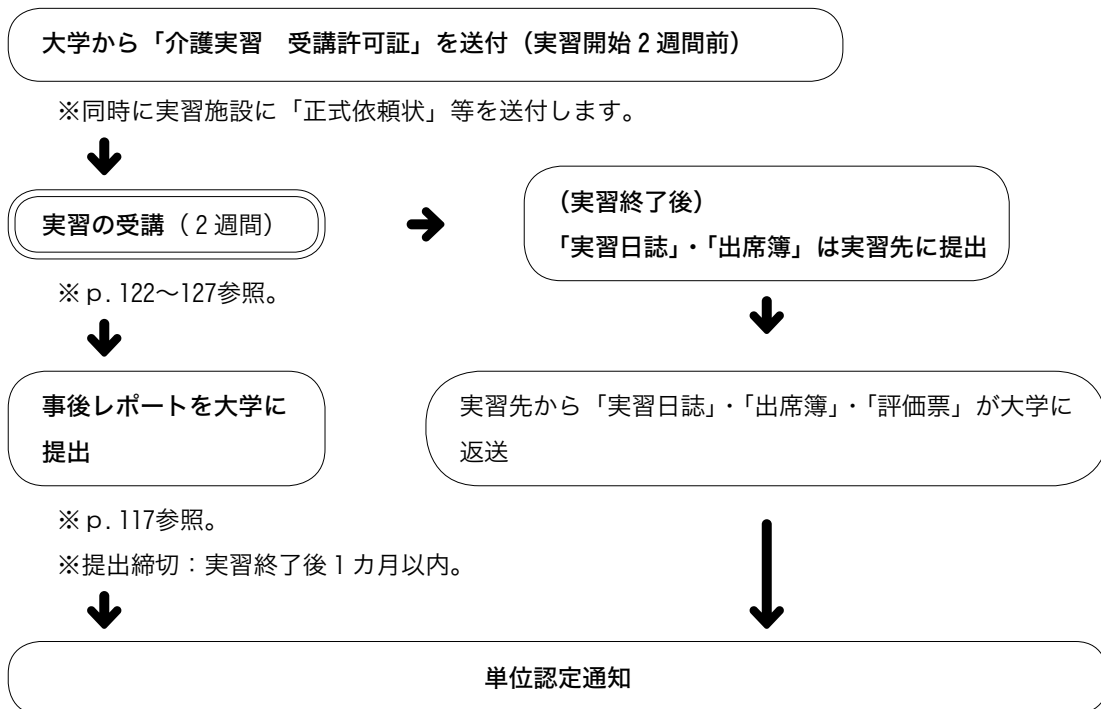 大学から「介護実習　受講許可証」を送付（実習開始２週間前）
※同時に実習施設に「正式依頼状」等を送付します。
実習の受講（２週間）
※ｐ.122～127参照。
（実習終了後）
「実習日誌」・「出席簿」は実習先に提出
事後レポートを大学に
提出
※ｐ.117参照。
※提出締切：実習終了後１カ月以内。
実習先から「実習日誌」・「出席簿」・「評価票」が大学に
返送
単位認定通知